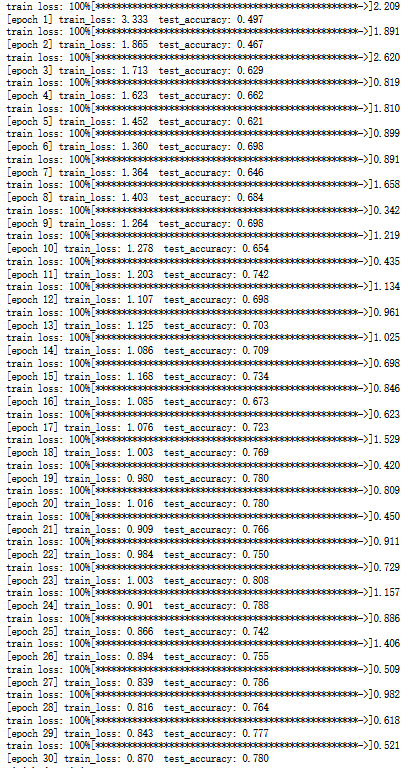 train loss: 100%[**************************************************->]2.209
[epoch 1] train_loss: 3.333  test_accuracy: 0.497
train loss: 100%[**************************************************->]1.891
[epoch 2] train_loss: 1.865  test_accuracy: 0.467
train loss: 100%[**************************************************->]2.620
[epoch 3] train_loss: 1.713  test_accuracy: 0.629
train loss: 100%[**************************************************->]0.819
[epoch 4] train_loss: 1.623  test_accuracy: 0.662
train loss: 100%[**************************************************->]1.810
[epoch 5] train_loss: 1.452  test_accuracy: 0.621
train loss: 100%[**************************************************->]0.899
[epoch 6] train_loss: 1.360  test_accuracy: 0.698
train loss: 100%[**************************************************->]0.891
[epoch 7] train_loss: 1.364  test_accuracy: 0.646
train loss: 100%[**************************************************->]1.658
[epoch 8] train_loss: 1.403  test_accuracy: 0.684
train loss: 100%[**************************************************->]0.342
[epoch 9] train_loss: 1.264  test_accuracy: 0.698
train loss: 100%[**************************************************->]1.219
[epoch 10] train_loss: 1.278  test_accuracy: 0.654
train loss: 100%[**************************************************->]0.435
[epoch 11] train_loss: 1.203  test_accuracy: 0.742
train loss: 100%[**************************************************->]1.134
[epoch 12] train_loss: 1.107  test_accuracy: 0.698
train loss: 100%[**************************************************->]0.961
[epoch 13] train_loss: 1.125  test_accuracy: 0.703
train loss: 100%[**************************************************->]1.025
[epoch 14] train_loss: 1.086  test_accuracy: 0.709
train loss: 100%[**************************************************->]0.698
[epoch 15] train_loss: 1.168  test_accuracy: 0.734
train loss: 100%[**************************************************->]0.846
[epoch 16] train_loss: 1.085  test_accuracy: 0.673
train loss: 100%[**************************************************->]0.623
[epoch 17] train_loss: 1.076  test_accuracy: 0.723
train loss: 100%[**************************************************->]1.529
[epoch 18] train_loss: 1.003  test_accuracy: 0.769
train loss: 100%[**************************************************->]0.420
[epoch 19] train_loss: 0.980  test_accuracy: 0.780
train loss: 100%[**************************************************->]0.809
[epoch 20] train_loss: 1.016  test_accuracy: 0.780
train loss: 100%[**************************************************->]0.450
[epoch 21] train_loss: 0.909  test_accuracy: 0.766
train loss: 100%[**************************************************->]0.911
[epoch 22] train_loss: 0.984  test_accuracy: 0.750
train loss: 100%[**************************************************->]0.729
[epoch 23] train_loss: 1.003  test_accuracy: 0.808
train loss: 100%[**************************************************->]1.157
[epoch 24] train_loss: 0.901  test_accuracy: 0.788
train loss: 100%[**************************************************->]0.886
[epoch 25] train_loss: 0.866  test_accuracy: 0.742
train loss: 100%[**************************************************->]1.406
[epoch 26] train_loss: 0.894  test_accuracy: 0.755
train loss: 100%[**************************************************->]0.509
[epoch 27] train_loss: 0.839  test_accuracy: 0.786
train loss: 100%[**************************************************->]0.982
[epoch 28] train_loss: 0.816  test_accuracy: 0.764
train loss: 100%[**************************************************->]0.618
[epoch 29] train_loss: 0.843  test_accuracy: 0.777
train loss: 100%[**************************************************->]0.521
[epoch 30] train_loss: 0.870  test_accuracy: 0.780